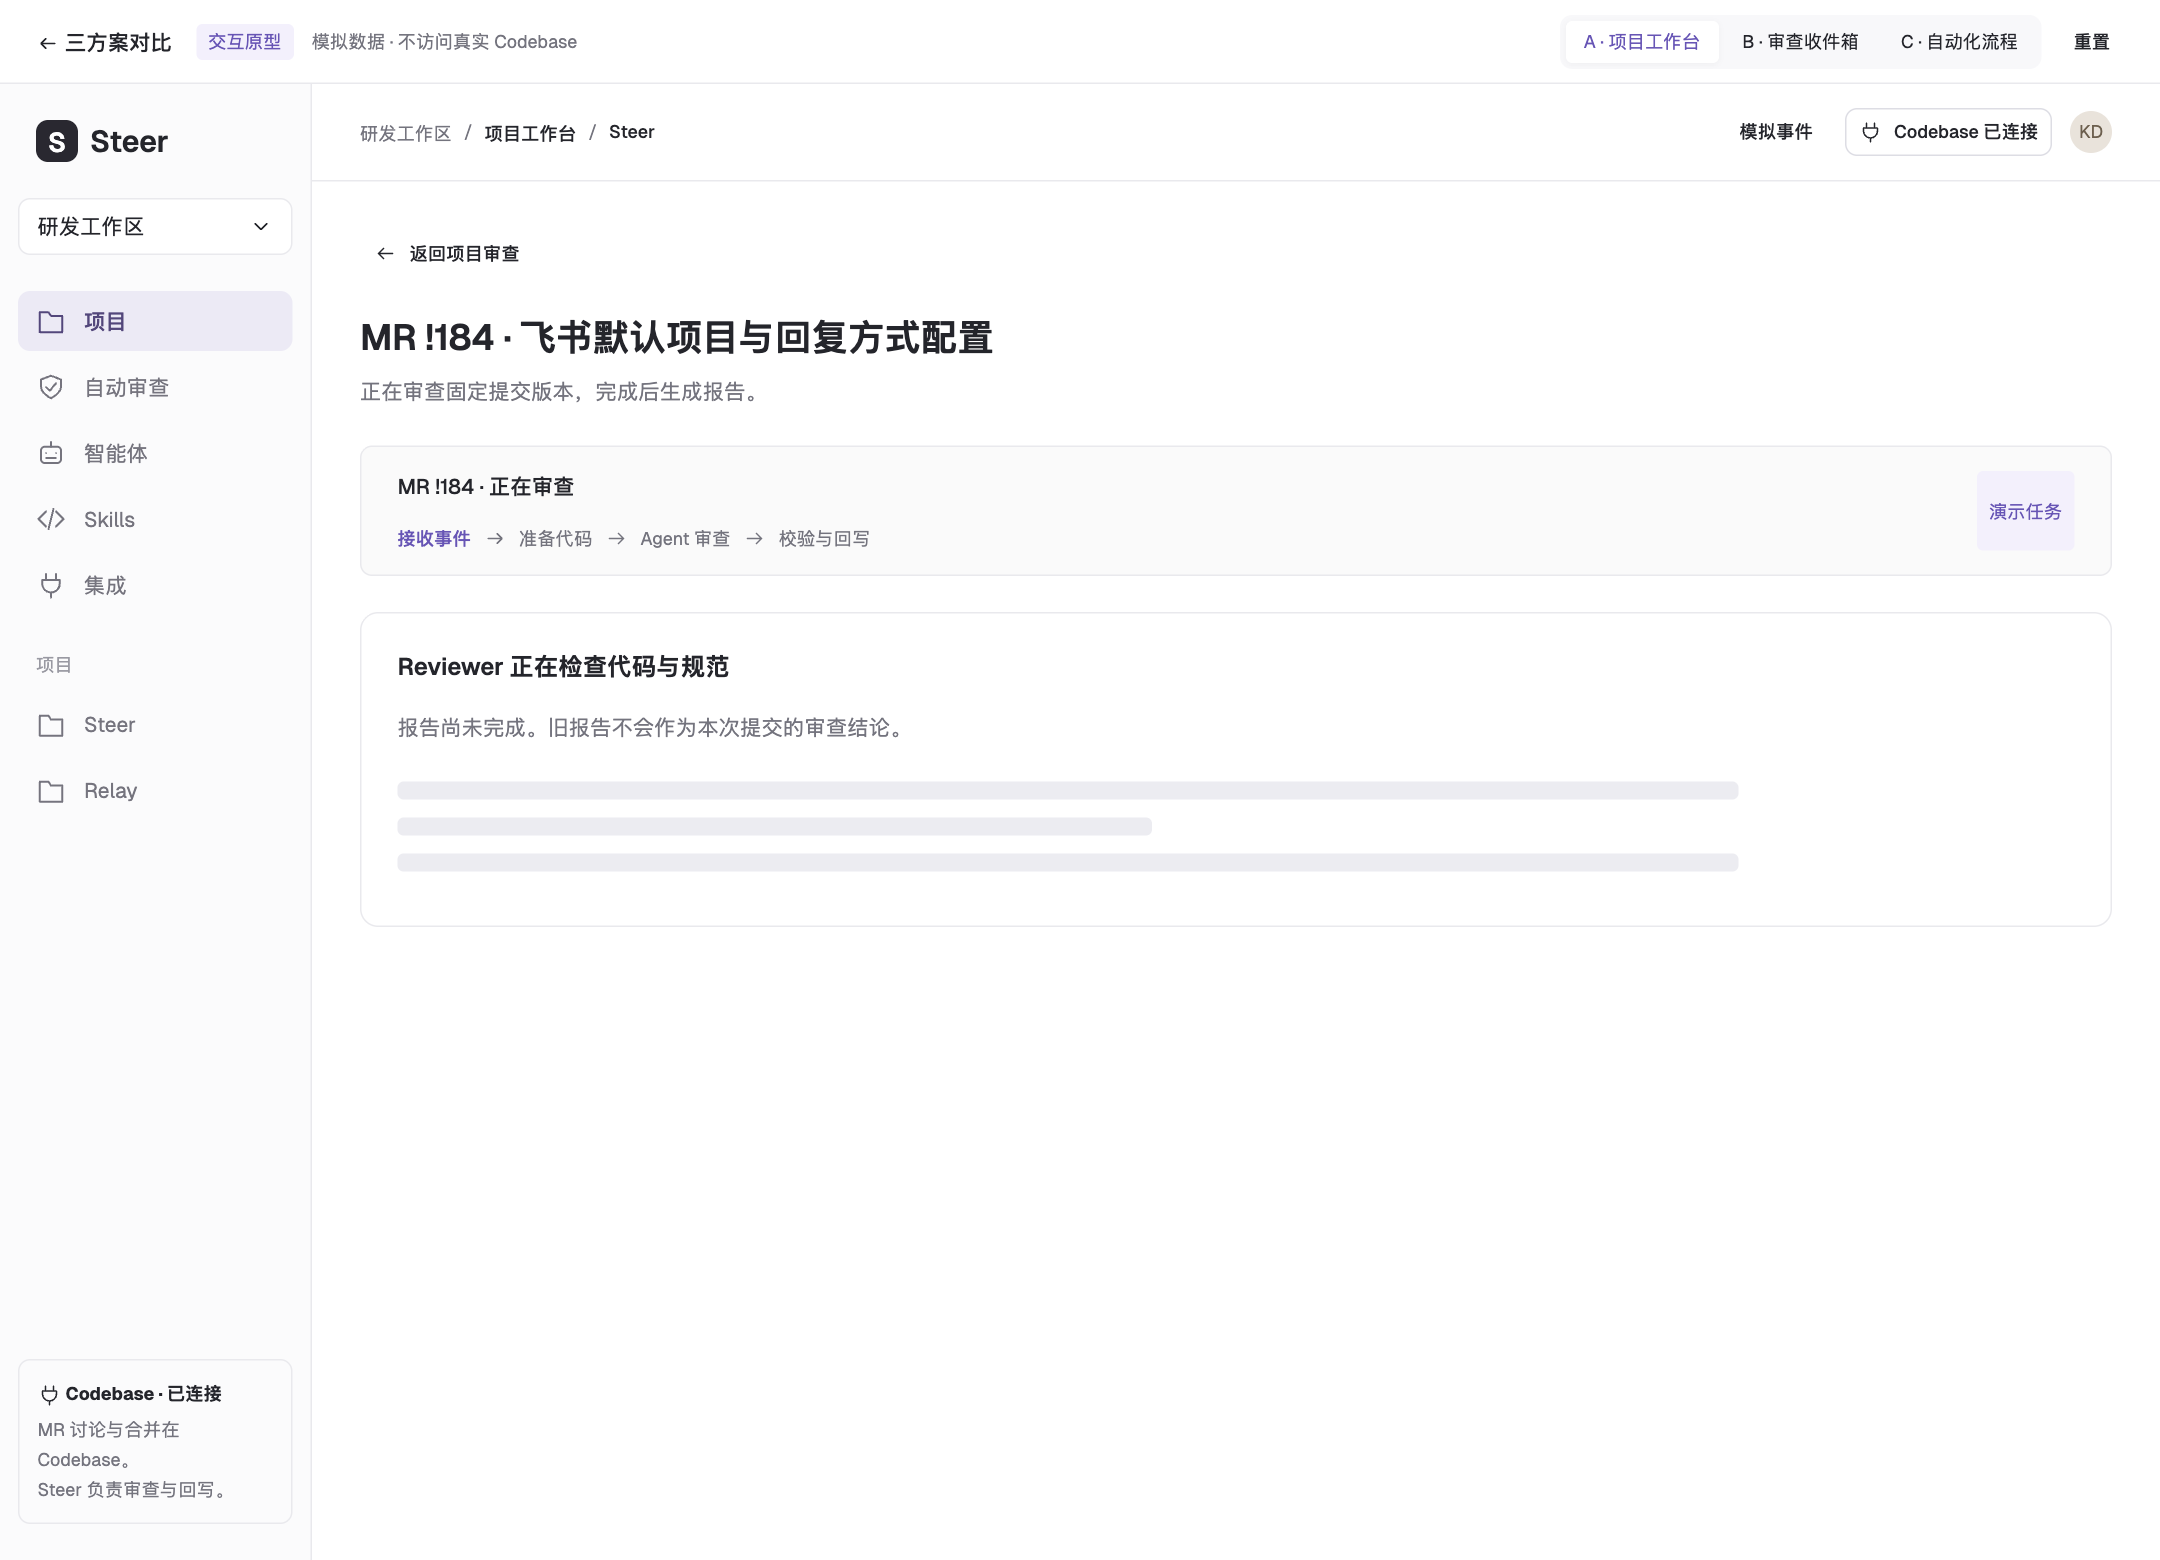 ← 三方案对比
交互原型
模拟数据 · 不访问真实 Codebase
A · 项目工作台
B · 审查收件箱
C · 自动化流程
重置
S Steer
研发工作区
项目
自动审查
智能体
Skills
集成
项目
Steer
Relay
Codebase · 已连接
MR 讨论与合并在
Codebase。
Steer 负责审查与回写。
研发工作区 / 项目工作台 / Steer
模拟事件
Codebase 已连接
KD
← 返回项目审查
MR !184 · 飞书默认项目与回复方式配置
正在审查固定提交版本，完成后生成报告。
MR !184 · 正在审查
接收事件 → 准备代码 → Agent 审查 → 校验与回写
演示任务
Reviewer 正在检查代码与规范
报告尚未完成。旧报告不会作为本次提交的审查结论。